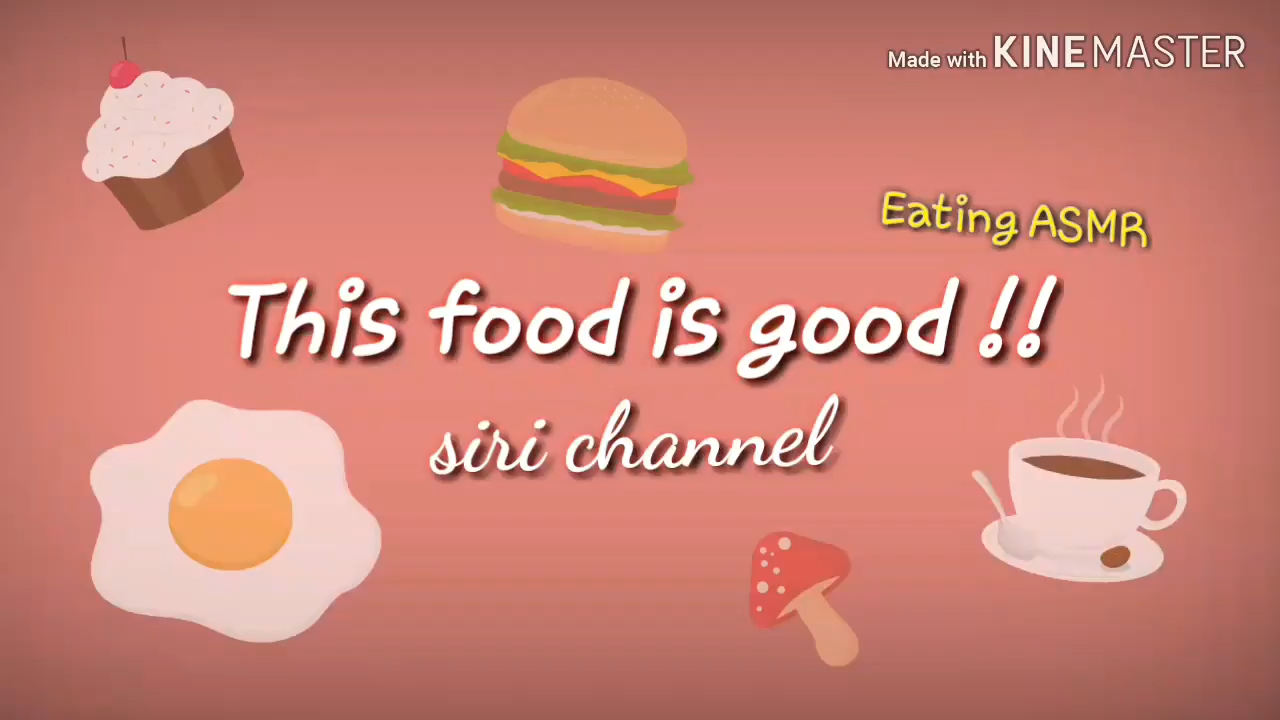 Made with KINEMASTER
Eating ASMR
This food is good !!
siri channel